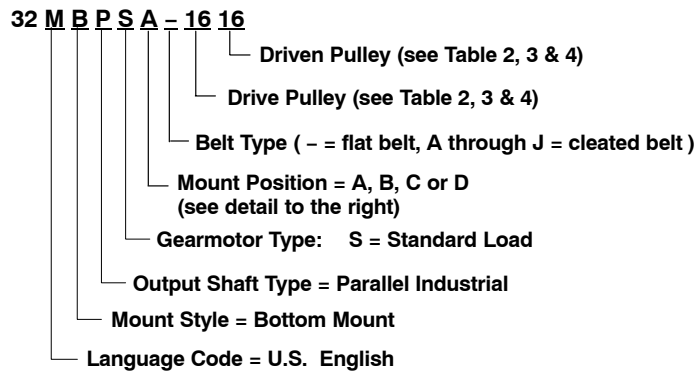 32 M B P S A – 16 16
Driven Pulley (see Table 2, 3 & 4)
Drive Pulley (see Table 2, 3 & 4)
Belt Type ( – = flat belt, A through J = cleated belt )
Mount Position = A, B, C or D
(see detail to the right)
Gearmotor Type: S = Standard Load
Output Shaft Type = Parallel Industrial
Mount Style = Bottom Mount
Language Code = U.S. English